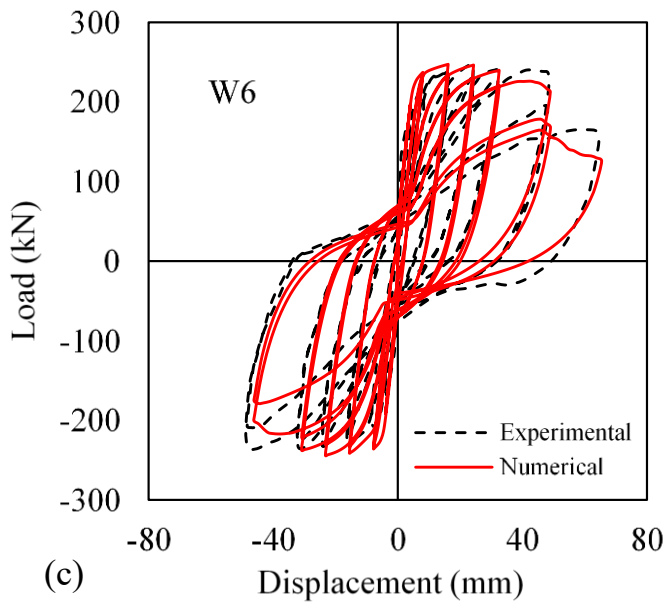 300
W6
200
100
0
-100
-200
-300
Load (kN)
Experimental
Numerical
-80
-40
0
40
80
(c)
Displacement (mm)